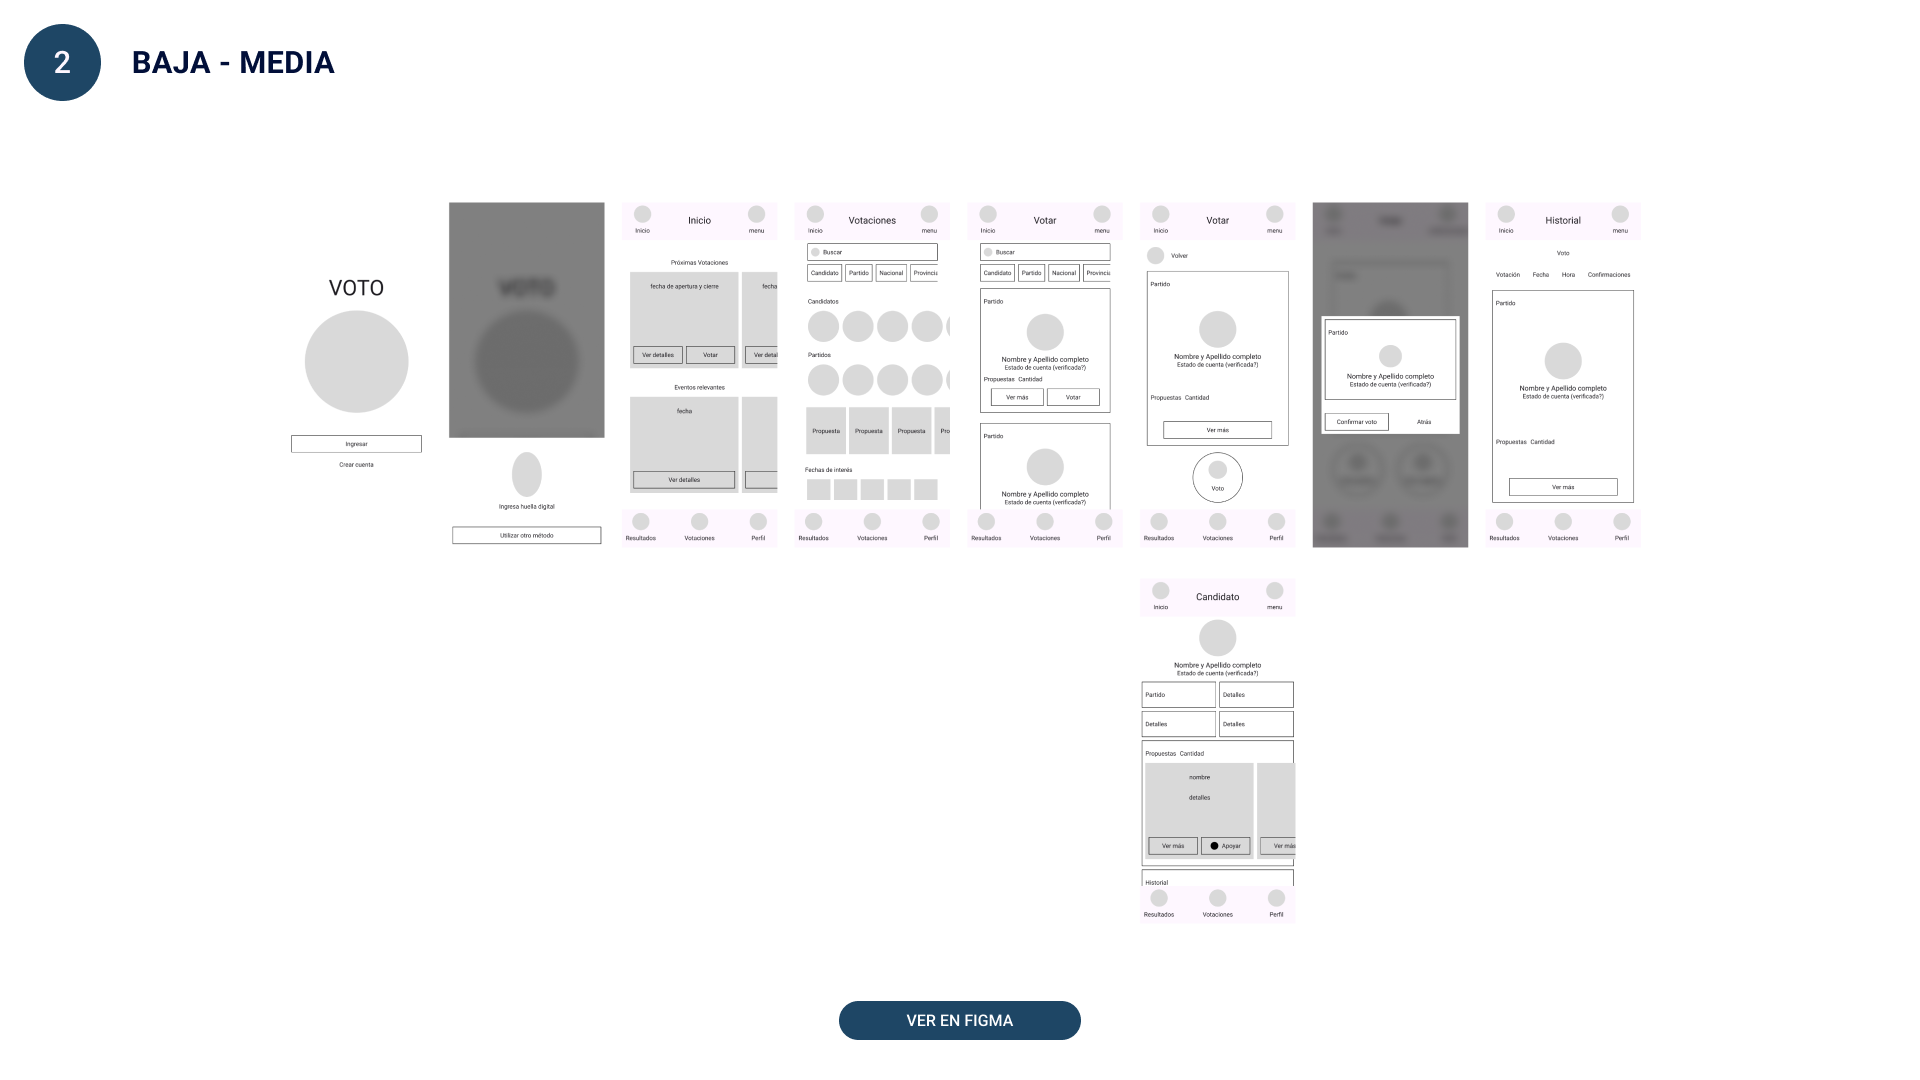 2
BAJA - MEDIA
VOTO
Ingresar
Crear cuenta
VOTO
Ingresa huella digital
Utilizar otro método
Inicio
Inicio
menu
Próximas Votaciones
fecha de apertura y cierre
fecha
Ver detalles
Votar
Ver detal
Eventos relevantes
fecha
Ver detalles
Resultados
Votaciones
Perfil
Inicio
Votaciones
menu
Buscar
Candidato
Partido
Nacional
Provincia
Candidatos
Partidos
Propuesta
Propuesta
Propuesta
Pro
Fechas de interés
Resultados
Votaciones
Perfil
Inicio
Votar
menu
Buscar
Candidato
Partido
Nacional
Provincia
Partido
Nombre y Apellido completo
Estado de cuenta (verificada?)
Propuestas Cantidad
Ver más
Votar
Partido
Nombre y Apellido completo
Estado de cuenta (verificada?)
Resultados
Votaciones
Perfil
Inicio
Votar
menu
Volver
Partido
Nombre y Apellido completo
Estado de cuenta (verificada?)
Propuestas Cantidad
Ver más
Voto
Resultados
Votaciones
Perfil
Partido
Nombre y Apellido completo
Estado de cuenta (verificada?)
Confirmar voto
Atrás
Inicio
Historial
menu
Voto
Votación
Fecha
Hora
Confirmaciones
Partido
Nombre y Apellido completo
Estado de cuenta (verificada?)
Propuestas Cantidad
Ver más
Resultados
Votaciones
Perfil
Inicio
Candidato
menu
Nombre y Apellido completo
Estado de cuenta (verificada?)
Partido
Detalles
Detalles
Detalles
Propuestas Cantidad
nombre
detalles
Ver más
Apoyar
Ver más
Historial
Resultados
Votaciones
Perfil
VER EN FIGMA